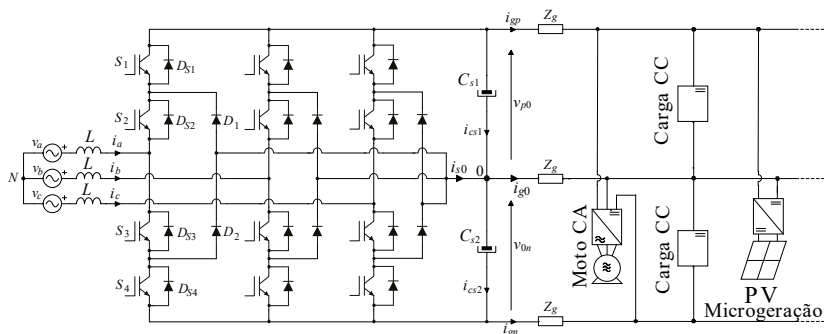 i_gp
Z_g
S_1
D_S1
S_2
D_S2
D_1
C_s1
v_p0
i_cs1
Carga CC
v_a
L
i_a
N
v_b
L
i_b
i_s0
0
i_g0
Z_g
v_c
L
i_c
S_3
D_S3
D_2
C_s2
v_0n
i_cs2
S_4
D_S4
Moto CA
Carga CC
PV
Microgeração
Z_g
i_gn